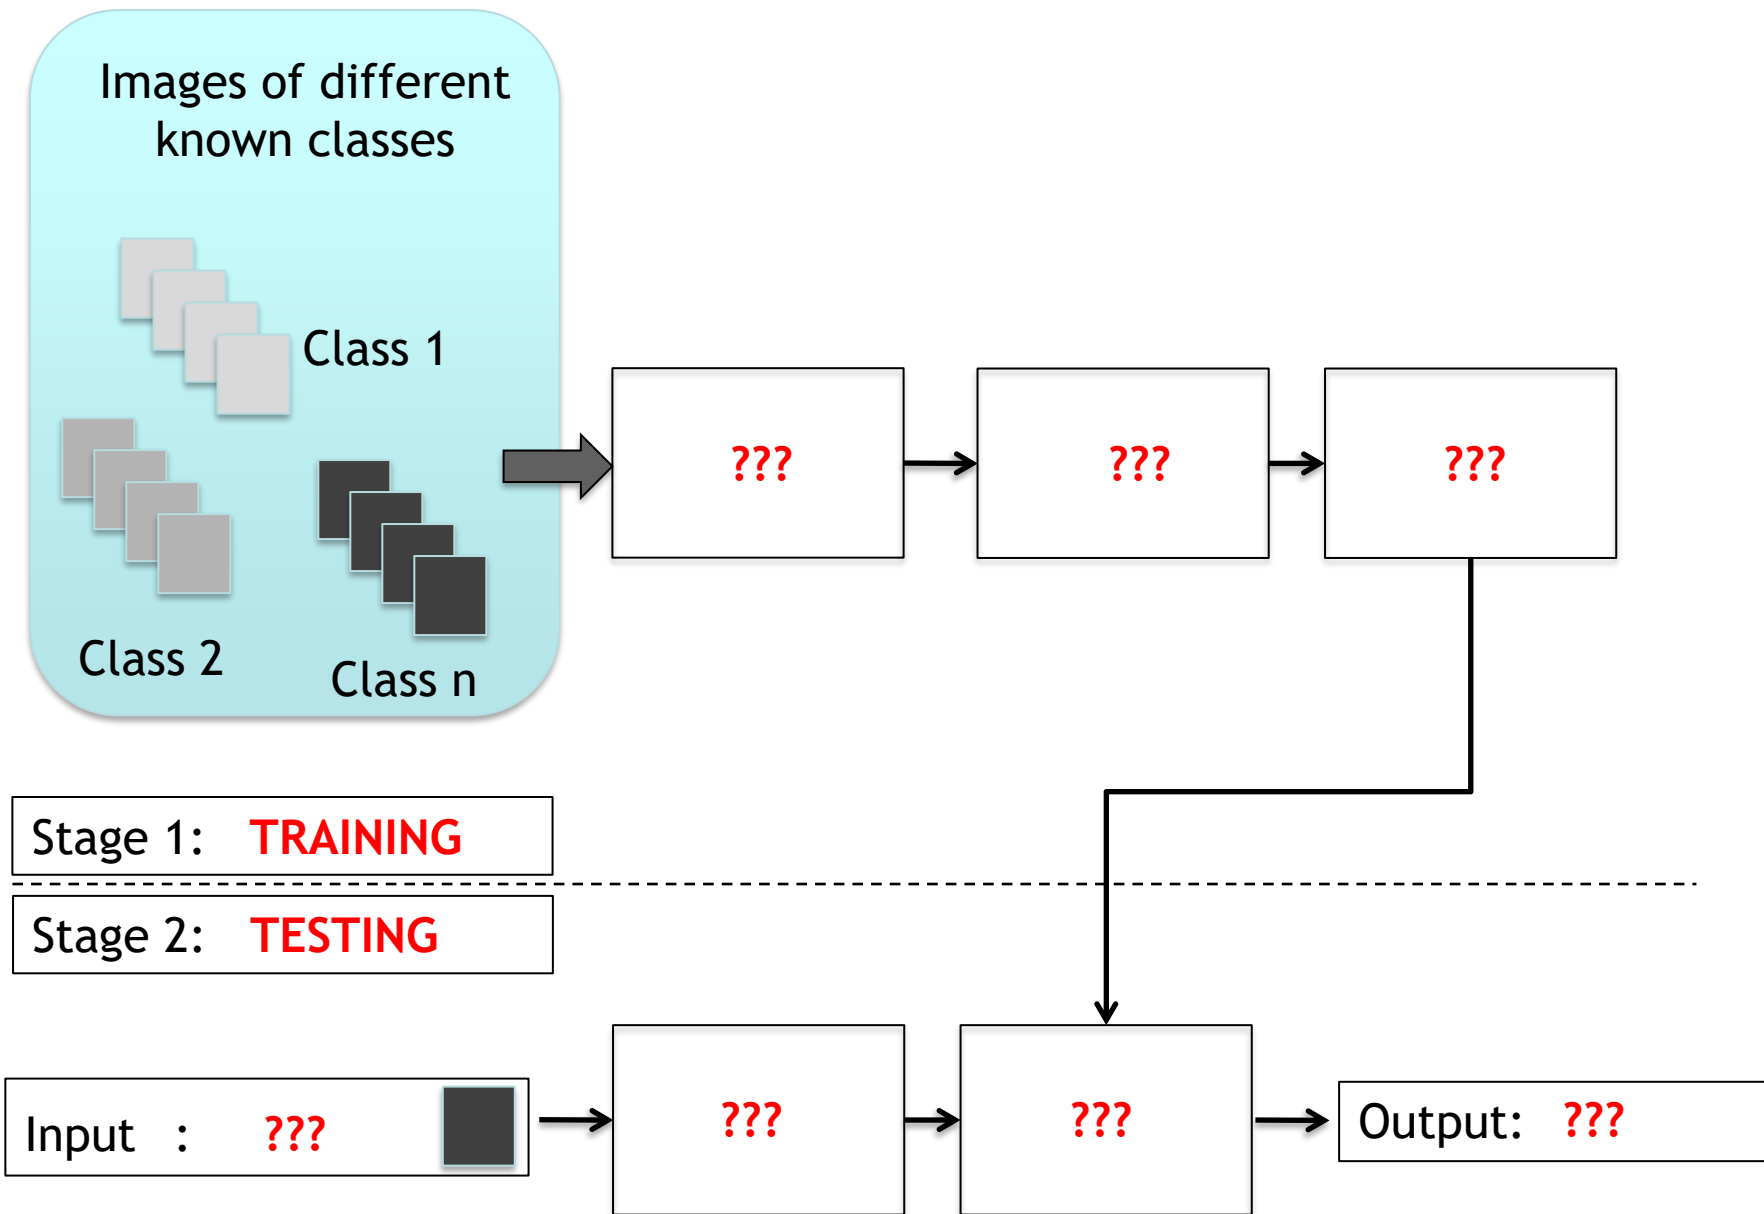 Images of different
known classes
Class 1
Class 2
Class n
???
???
???
Stage 1: TRAINING
Stage 2: TESTING
Input : ???
???
???
Output: ???